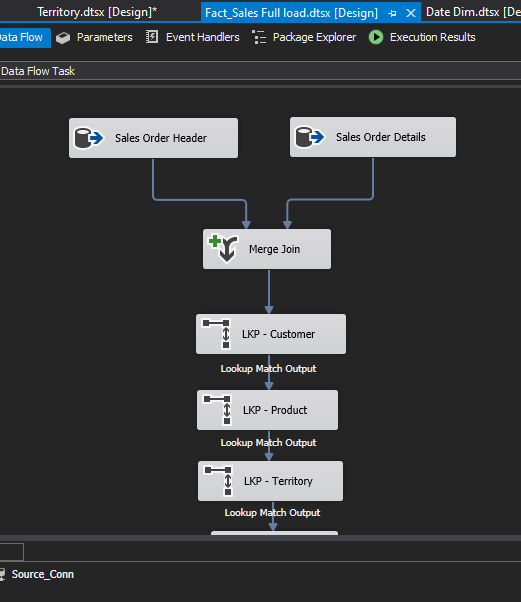 Territory.dtsx [Design]* Fact_Sales Full load.dtsx [Design] Date Dim.dtsx [De
Data Flow Parameters Event Handlers Package Explorer Execution Results
Data Flow Task
Sales Order Header Sales Order Details
Merge Join
LKP - Customer
Lookup Match Output
LKP - Product
Lookup Match Output
LKP - Territory
Lookup Match Output
Source_Conn